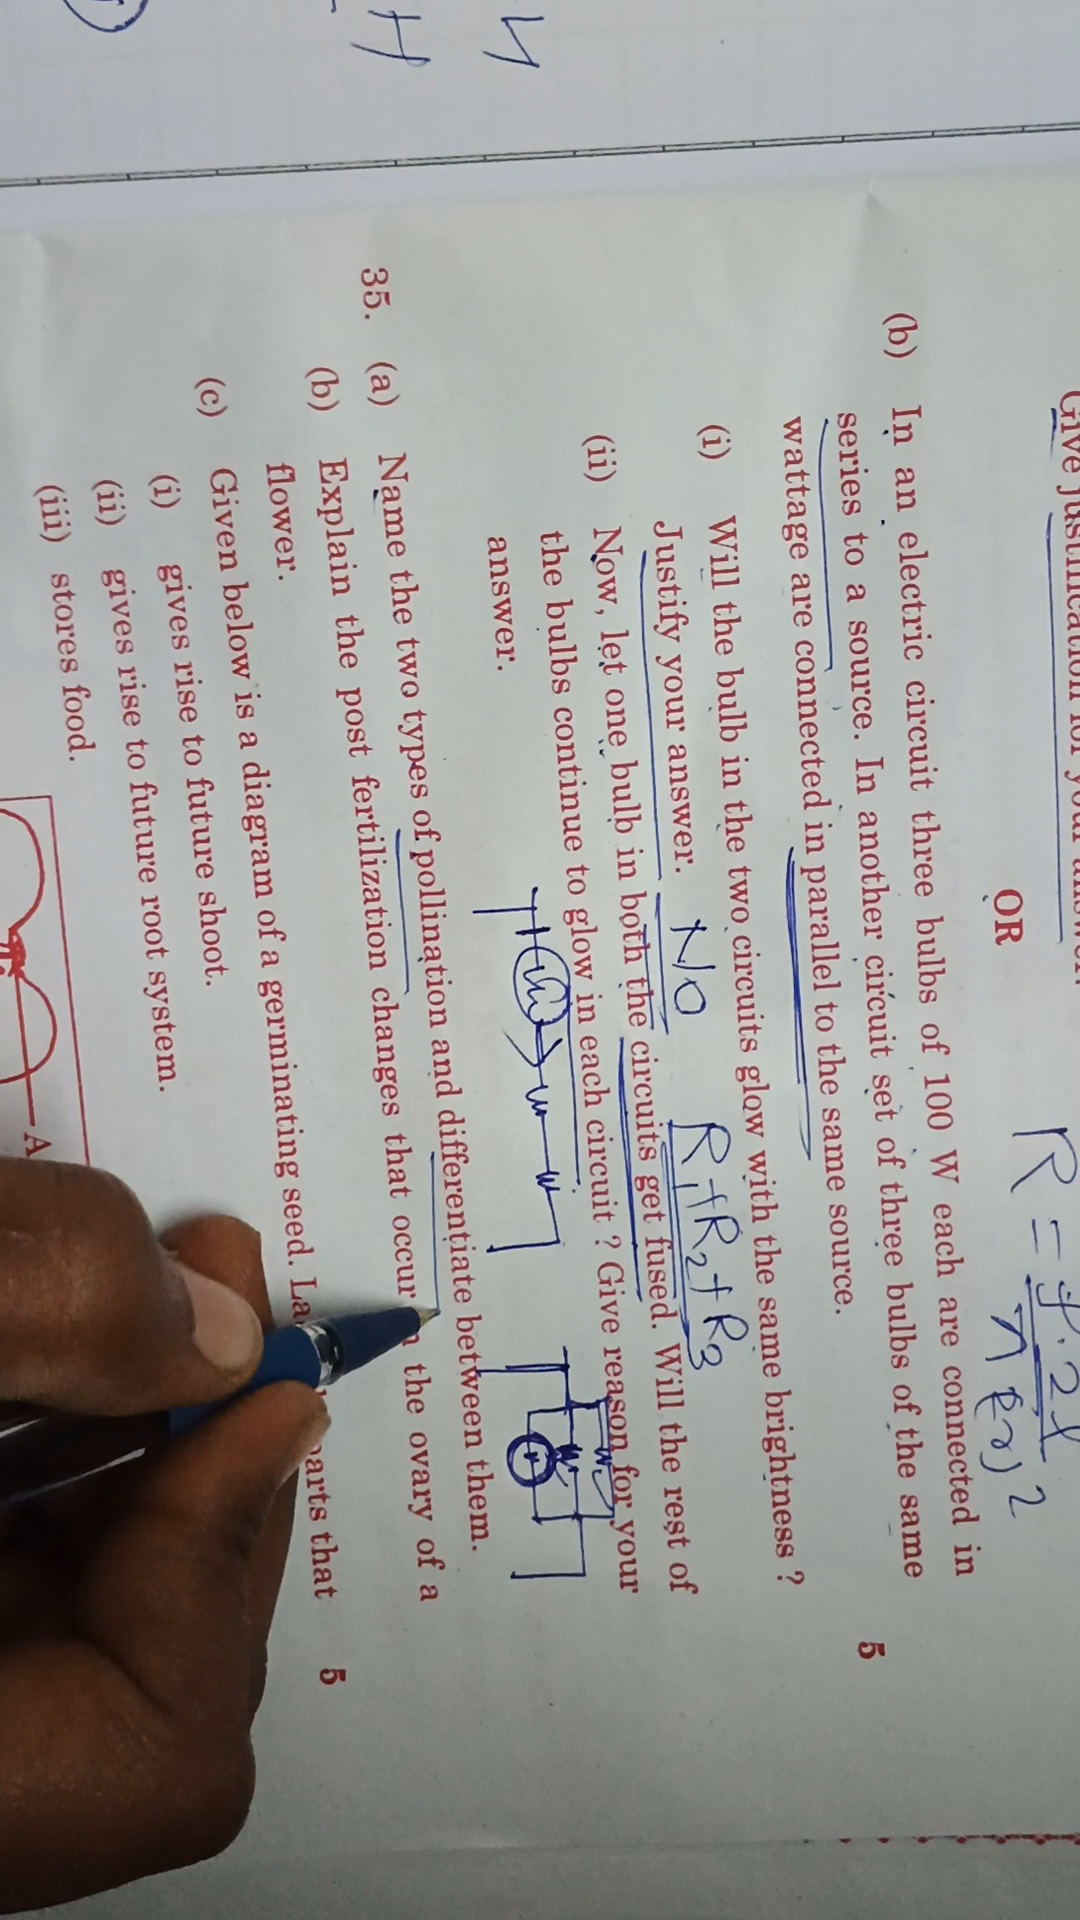 Give justification for your answer.
OR
(b) In an electric circuit three bulbs of 100 W each are connected in
series to a source. In another circuit set of three bulbs of the same
wattage are connected in parallel to the same source.
5
(i) Will the bulb in the two circuits glow with the same brightness ?
Justify your answer. NO R1+R2+R3
(ii) Now, let one bulb in both the circuits get fused. Will the rest of
the bulbs continue to glow in each circuit ? Give reason for your
answer.
35. (a) Name the two types of pollination and differentiate between them.
(b) Explain the post fertilization changes that occur the ovary of a
flower.
(c) Given below is a diagram of a germinating seed. parts that
5
(i) gives rise to future shoot.
(ii) gives rise to future root system.
(iii) stores food.
A